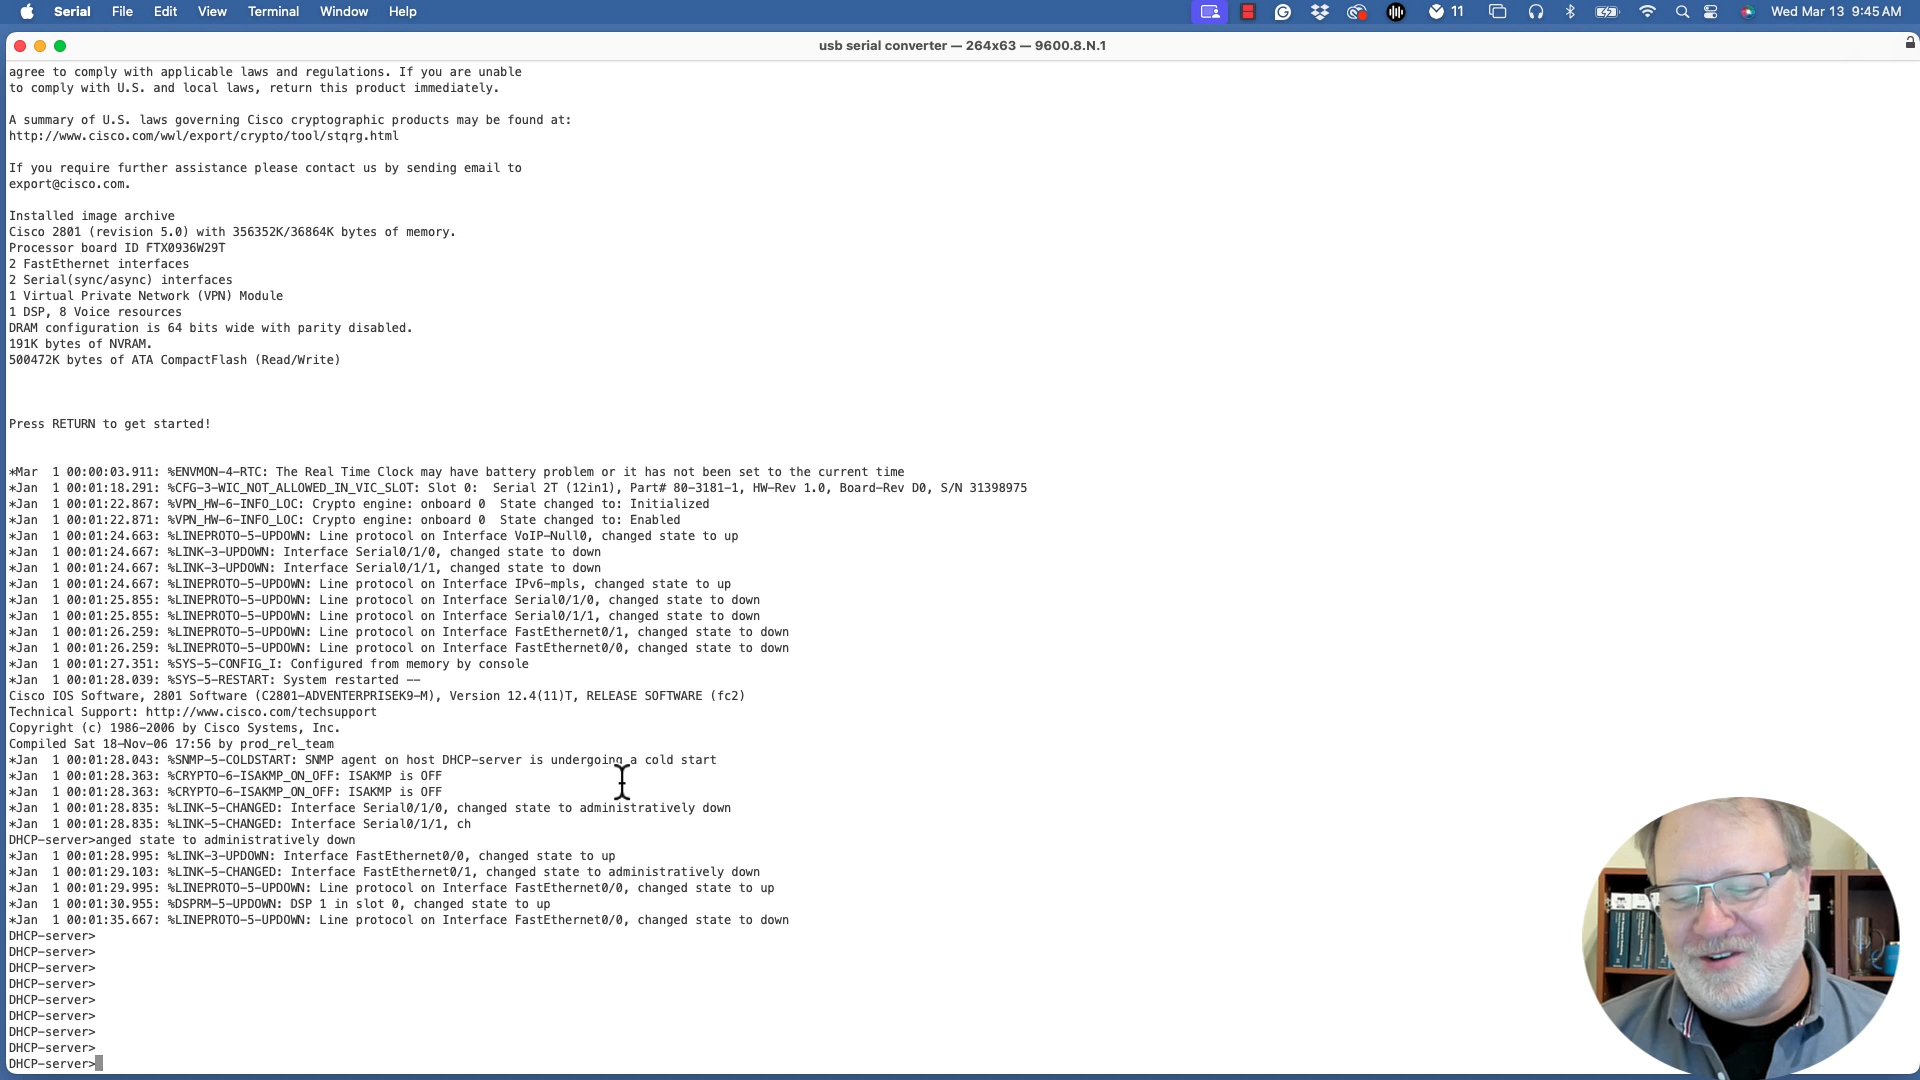 Serial File Edit View Terminal Window Help 11 Wed Mar 13 9:45 AM
usb serial converter — 264x63 — 9600.8.N.1
agree to comply with applicable laws and regulations. If you are unable
to comply with U.S. and local laws, return this product immediately.
A summary of U.S. laws governing Cisco cryptographic products may be found at:
http://www.cisco.com/wwl/export/crypto/tool/stqrg.html
If you require further assistance please contact us by sending email to
export@cisco.com.
Installed image archive
Cisco 2801 (revision 5.0) with 356352K/36864K bytes of memory.
Processor board ID FTX0936W29T
2 FastEthernet interfaces
2 Serial(sync/async) interfaces
1 Virtual Private Network (VPN) Module
1 DSP, 8 Voice resources
DRAM configuration is 64 bits wide with parity disabled.
191K bytes of NVRAM.
500472K bytes of ATA CompactFlash (Read/Write)
Press RETURN to get started!
*Mar  1 00:00:03.911: %ENVMON-4-RTC: The Real Time Clock may have battery problem or it has not been set to the current time
*Jan  1 00:01:18.291: %CFG-3-WIC_NOT_ALLOWED_IN_VIC_SLOT: Slot 0:  Serial 2T (12in1), Part# 80-3181-1, HW-Rev 1.0, Board-Rev D0, S/N 31398975
*Jan  1 00:01:22.867: %VPN_HW-6-INFO_LOC: Crypto engine: onboard 0  State changed to: Initialized
*Jan  1 00:01:22.871: %VPN_HW-6-INFO_LOC: Crypto engine: onboard 0  State changed to: Enabled
*Jan  1 00:01:24.663: %LINEPROTO-5-UPDOWN: Line protocol on Interface VoIP-Null0, changed state to up
*Jan  1 00:01:24.667: %LINK-3-UPDOWN: Interface Serial0/1/0, changed state to down
*Jan  1 00:01:24.667: %LINK-3-UPDOWN: Interface Serial0/1/1, changed state to down
*Jan  1 00:01:24.667: %LINEPROTO-5-UPDOWN: Line protocol on Interface IPv6-mpls, changed state to up
*Jan  1 00:01:25.855: %LINEPROTO-5-UPDOWN: Line protocol on Interface Serial0/1/0, changed state to down
*Jan  1 00:01:25.855: %LINEPROTO-5-UPDOWN: Line protocol on Interface Serial0/1/1, changed state to down
*Jan  1 00:01:26.259: %LINEPROTO-5-UPDOWN: Line protocol on Interface FastEthernet0/1, changed state to down
*Jan  1 00:01:26.259: %LINEPROTO-5-UPDOWN: Line protocol on Interface FastEthernet0/0, changed state to down
*Jan  1 00:01:27.351: %SYS-5-CONFIG_I: Configured from memory by console
*Jan  1 00:01:28.039: %SYS-5-RESTART: System restarted --
Cisco IOS Software, 2801 Software (C2801-ADVENTERPRISEK9-M), Version 12.4(11)T, RELEASE SOFTWARE (fc2)
Technical Support: http://www.cisco.com/techsupport
Copyright (c) 1986-2006 by Cisco Systems, Inc.
Compiled Sat 18-Nov-06 17:56 by prod_rel_team
*Jan  1 00:01:28.043: %SNMP-5-COLDSTART: SNMP agent on host DHCP-server is undergoing a cold start
*Jan  1 00:01:28.363: %CRYPTO-6-ISAKMP_ON_OFF: ISAKMP is OFF
*Jan  1 00:01:28.363: %CRYPTO-6-ISAKMP_ON_OFF: ISAKMP is OFF
*Jan  1 00:01:28.835: %LINK-5-CHANGED: Interface Serial0/1/0, changed state to administratively down
*Jan  1 00:01:28.835: %LINK-5-CHANGED: Interface Serial0/1/1, ch
DHCP-server>anged state to administratively down
*Jan  1 00:01:28.995: %LINK-3-UPDOWN: Interface FastEthernet0/0, changed state to up
*Jan  1 00:01:29.103: %LINK-5-CHANGED: Interface FastEthernet0/1, changed state to administratively down
*Jan  1 00:01:29.995: %LINEPROTO-5-UPDOWN: Line protocol on Interface FastEthernet0/0, changed state to up
*Jan  1 00:01:30.955: %DSPRM-5-UPDOWN: DSP 1 in slot 0, changed state to up
*Jan  1 00:01:35.667: %LINEPROTO-5-UPDOWN: Line protocol on Interface FastEthernet0/0, changed state to down
DHCP-server>
DHCP-server>
DHCP-server>
DHCP-server>
DHCP-server>
DHCP-server>
DHCP-server>
DHCP-server>
DHCP-server>